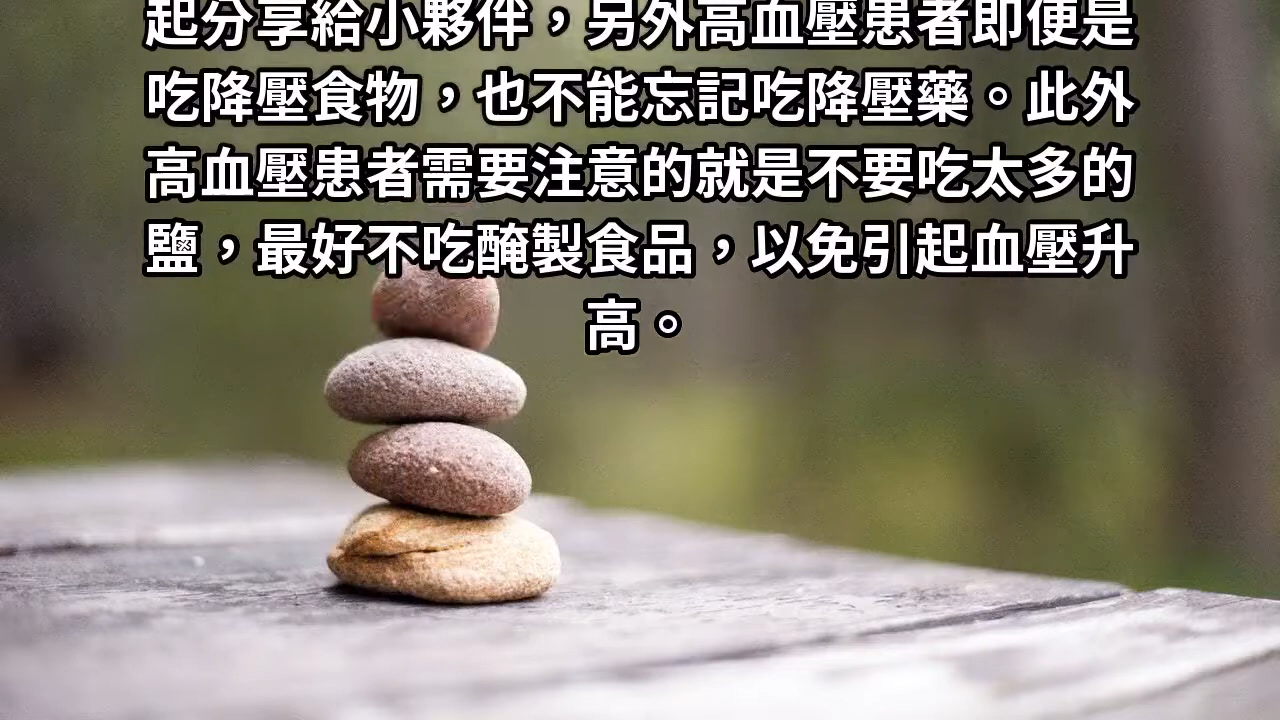 起分享給小夥伴，另外高血壓患者即便是
吃降壓食物，也不能忘記吃降壓藥。此外
高血壓患者需要注意的就是不要吃太多的
鹽，最好不吃醃製食品，以免引起血壓升
高。